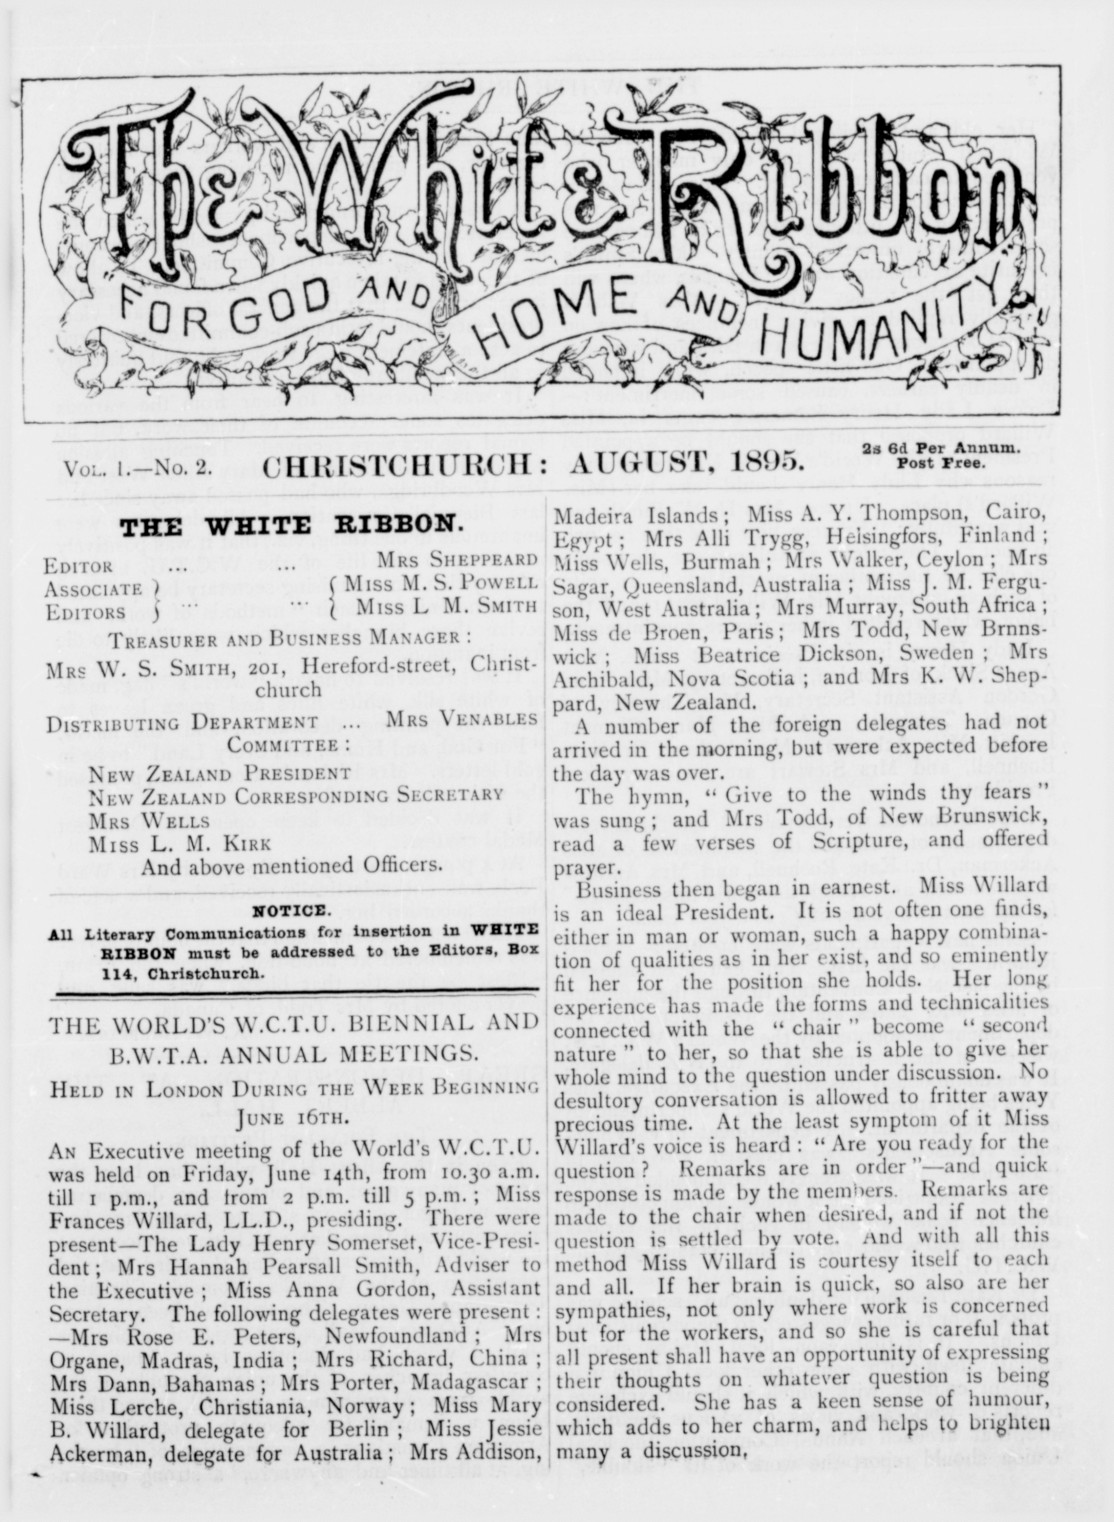 The White Ribbon
"FOR GOD AND HOME AND HUMANITY"
VOL. 1.—No. 2.
CHRISTCHURCH: AUGUST, 1895.
2s 6d Per Annum.
Post Free.
THE WHITE RIBBON.
EDITOR ... ... MRS SHEPPEARD
ASSOCIATE } { MISS M. S. POWELL
EDITORS } ... ... { MISS L M. SMITH
TREASURER AND BUSINESS MANAGER :
MRS W. S. SMITH, 201, Hereford-street, Christ-
church
DISTRIBUTING DEPARTMENT ... MRS VENABLES
COMMITTEE :
NEW ZEALAND PRESIDENT
NEW ZEALAND CORRESPONDING SECRETARY
MRS WELLS
MISS L. M. KIRK
And above mentioned Officers.
NOTICE.
All Literary Communications for insertion in WHITE
RIBBON must be addressed to the Editors, Box
114, Christchurch.
THE WORLD'S W.C.T.U. BIENNIAL AND
B.W.T.A. ANNUAL MEETINGS.
HELD IN LONDON DURING THE WEEK BEGINNING
JUNE 16TH.
AN Executive meeting of the World's W.C.T.U.
was held on Friday, June 14th, from 10.30 a.m.
till 1 p.m., and from 2 p.m. till 5 p.m. ; Miss
Frances Willard, LL.D., presiding. There were
present—The Lady Henry Somerset, Vice-Presi-
dent ; Mrs Hannah Pearsall Smith, Adviser to
the Executive ; Miss Anna Gordon, Assistant
Secretary. The following delegates were present :
—Mrs Rose E. Peters, Newfoundland ; Mrs
Organe, Madras, India ; Mrs Richard, China ;
Mrs Dann, Bahamas ; Mrs Porter, Madagascar ;
Miss Lerche, Christiania, Norway ; Miss Mary
B. Willard, delegate for Berlin ; Miss Jessie
Ackerman, delegate for Australia ; Mrs Addison,
Madeira Islands ; Miss A. Y. Thompson, Cairo,
Egypt ; Mrs Alli Trygg, Helsingfors, Finland ;
Miss Wells, Burmah ; Mrs Walker, Ceylon ; Mrs
Sagar, Queensland, Australia ; Miss J. M. Fergu-
son, West Australia ; Mrs Murray, South Africa ;
Miss de Broen, Paris ; Mrs Todd, New Brnns-
wick ; Miss Beatrice Dickson, Sweden ; Mrs
Archibald, Nova Scotia ; and Mrs K. W. Shep-
pard, New Zealand.
A number of the foreign delegates had not
arrived in the morning, but were expected before
the day was over.
The hymn, " Give to the winds thy fears "
was sung ; and Mrs Todd, of New Brunswick,
read a few verses of Scripture, and offered
prayer.
Business then began in earnest. Miss Willard
is an ideal President. It is not often one finds,
either in man or woman, such a happy combina-
tion of qualities as in her exist, and so eminently
fit her for the position she holds. Her long
experience has made the forms and technicalities
connected with the " chair " become " second
nature " to her, so that she is able to give her
whole mind to the question under discussion. No
desultory conversation is allowed to fritter away
precious time. At the least symptom of it Miss
Willard's voice is heard : " Are you ready for the
question ? Remarks are in order "—and quick
response is made by the members. Remarks are
made to the chair when desired, and if not the
question is settled by vote. And with all this
method Miss Willard is courtesy itself to each
and all. If her brain is quick, so also are her
sympathies, not only where work is concerned
but for the workers, and so she is careful that
all present shall have an opportunity of expressing
their thoughts on whatever question is being
considered. She has a keen sense of humour,
which adds to her charm, and helps to brighten
many a discussion.